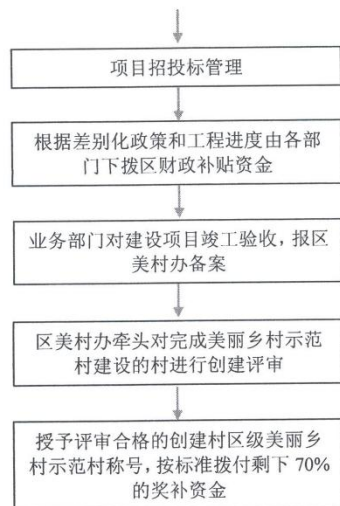 项目招投标管理
根据差别化政策和工程进度由各部
门下拨区财政补贴资金
业务部门对建设项目竣工验收，报区
美村办备案
区美村办牵头对完成美丽乡村示范
村建设的村进行创建评审
授予评审合格的创建村区级美丽乡
村示范村称号，按标准拨付剩下 70%
的奖补资金